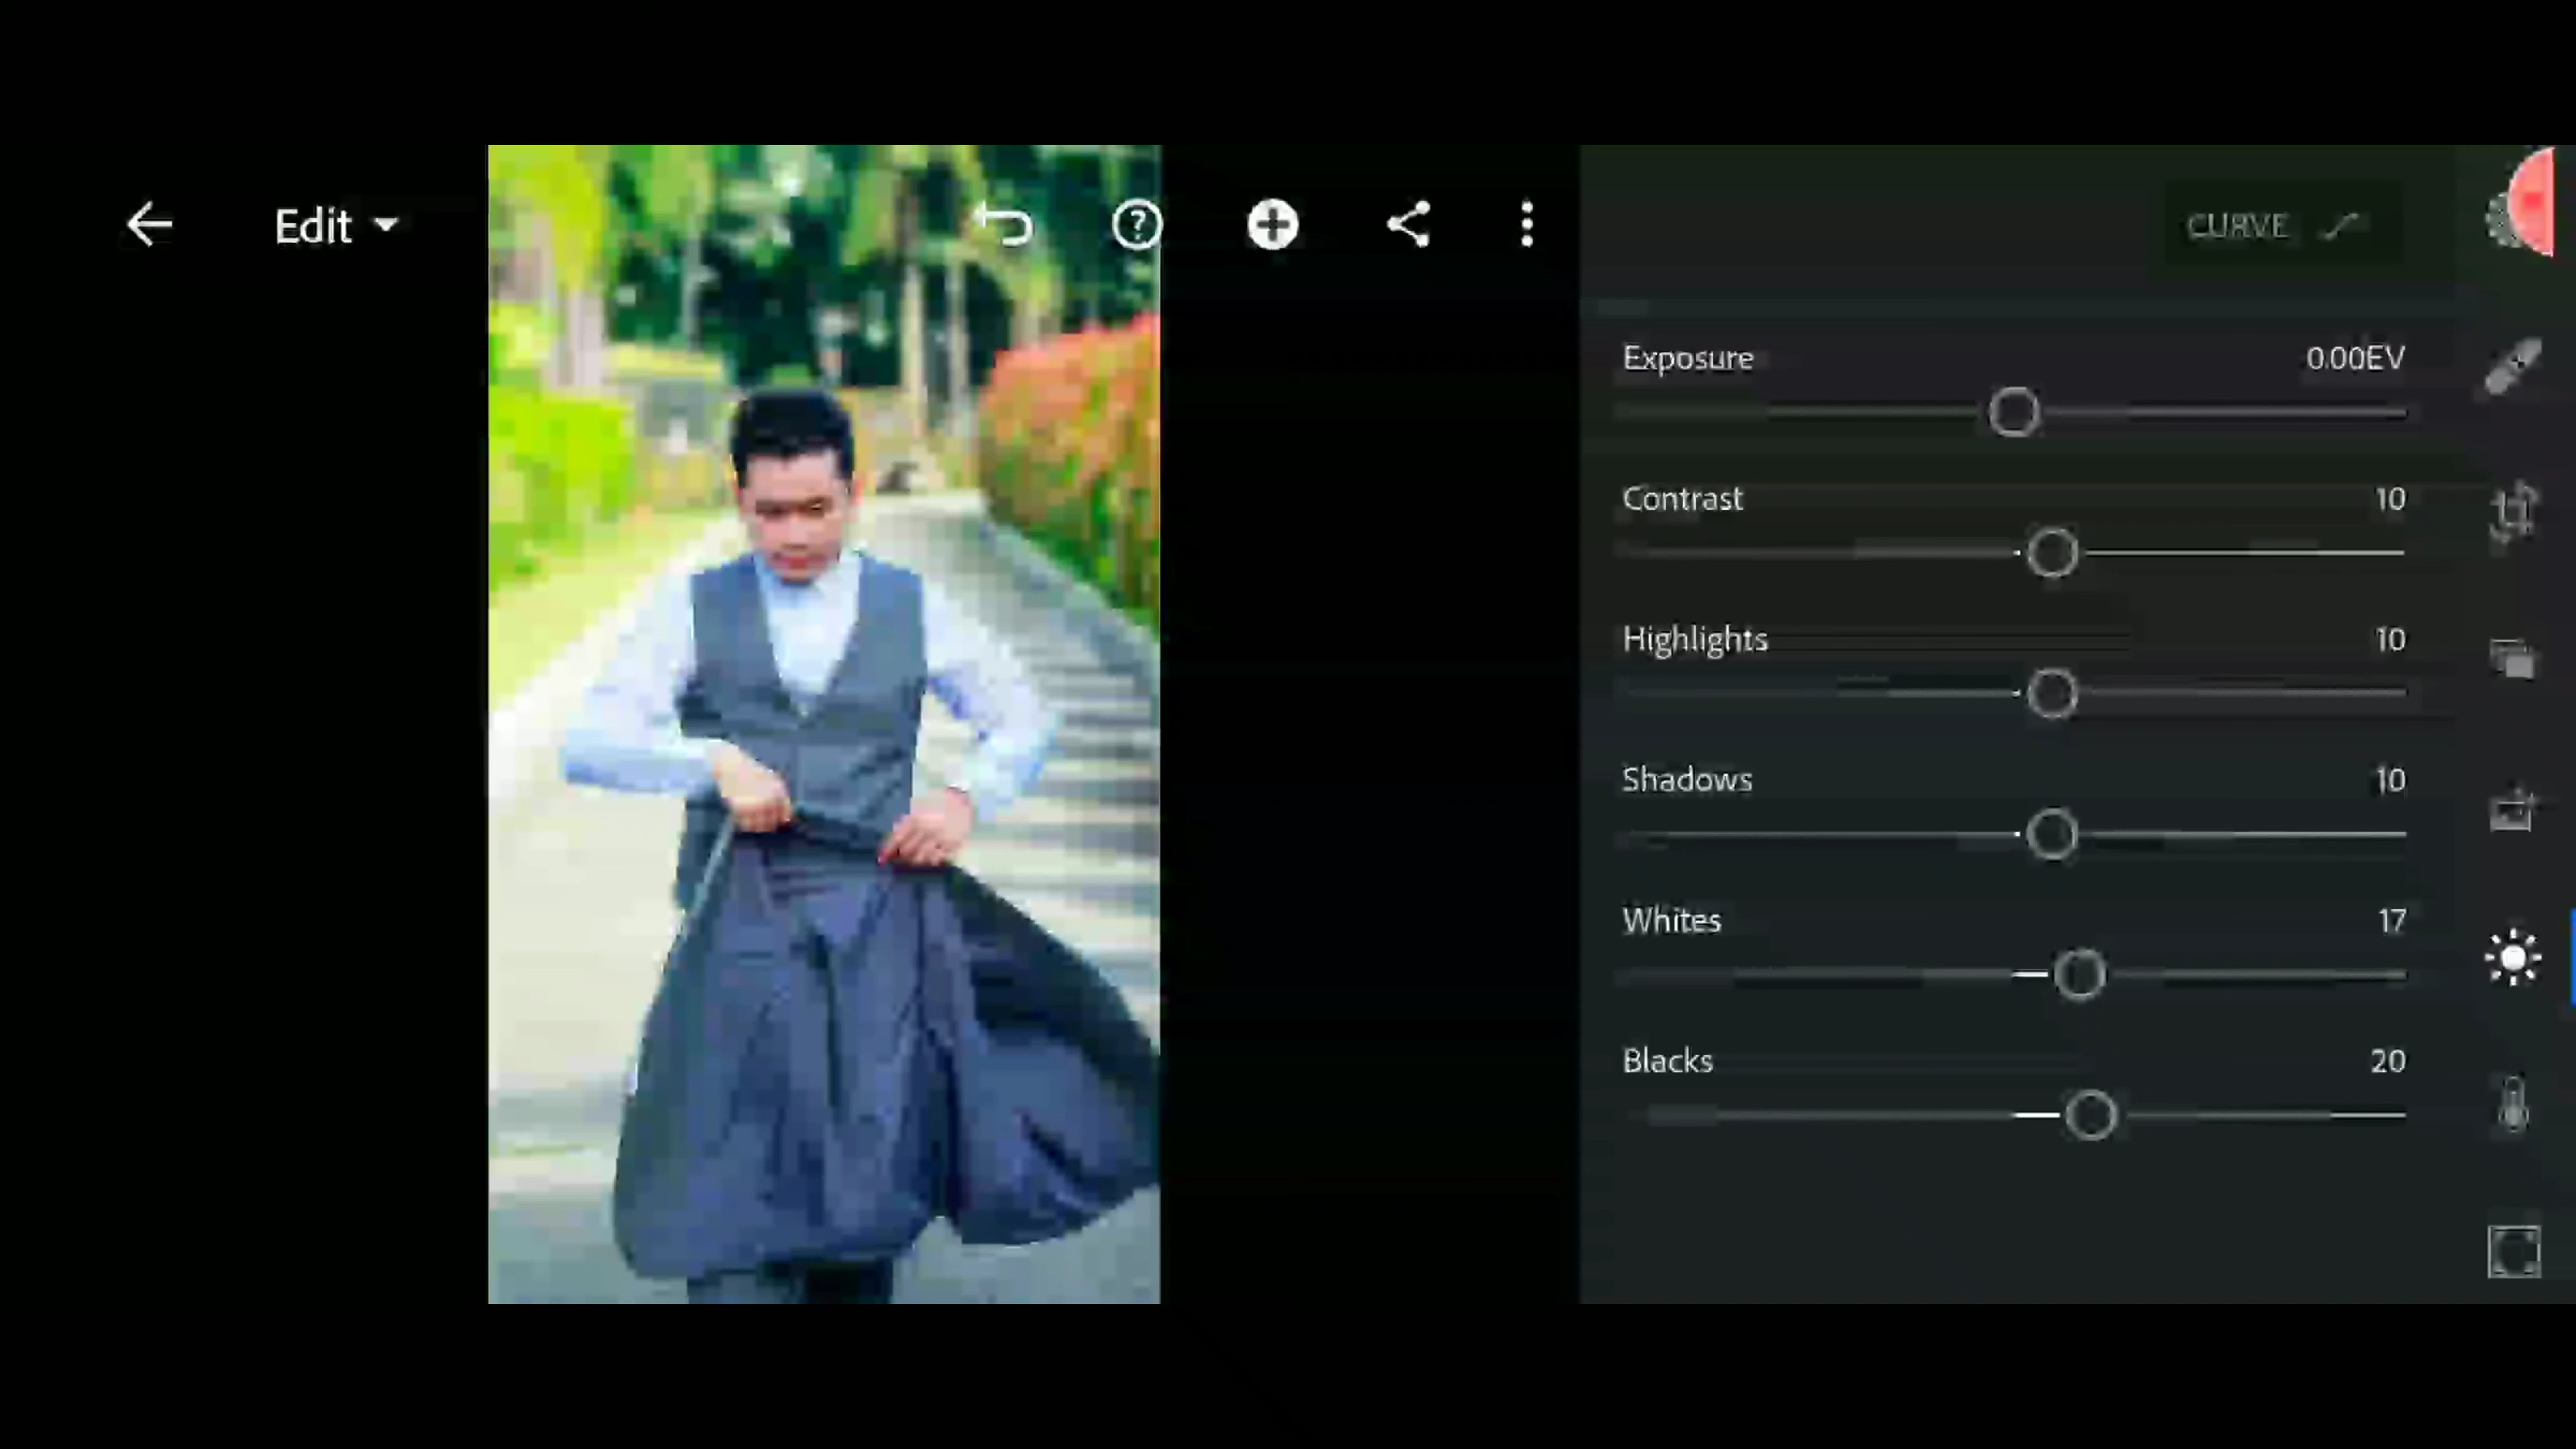 Edit
CURVE
Exposure 0.00EV
Contrast 10
Highlights 10
Shadows 10
Whites 17
Blacks 20